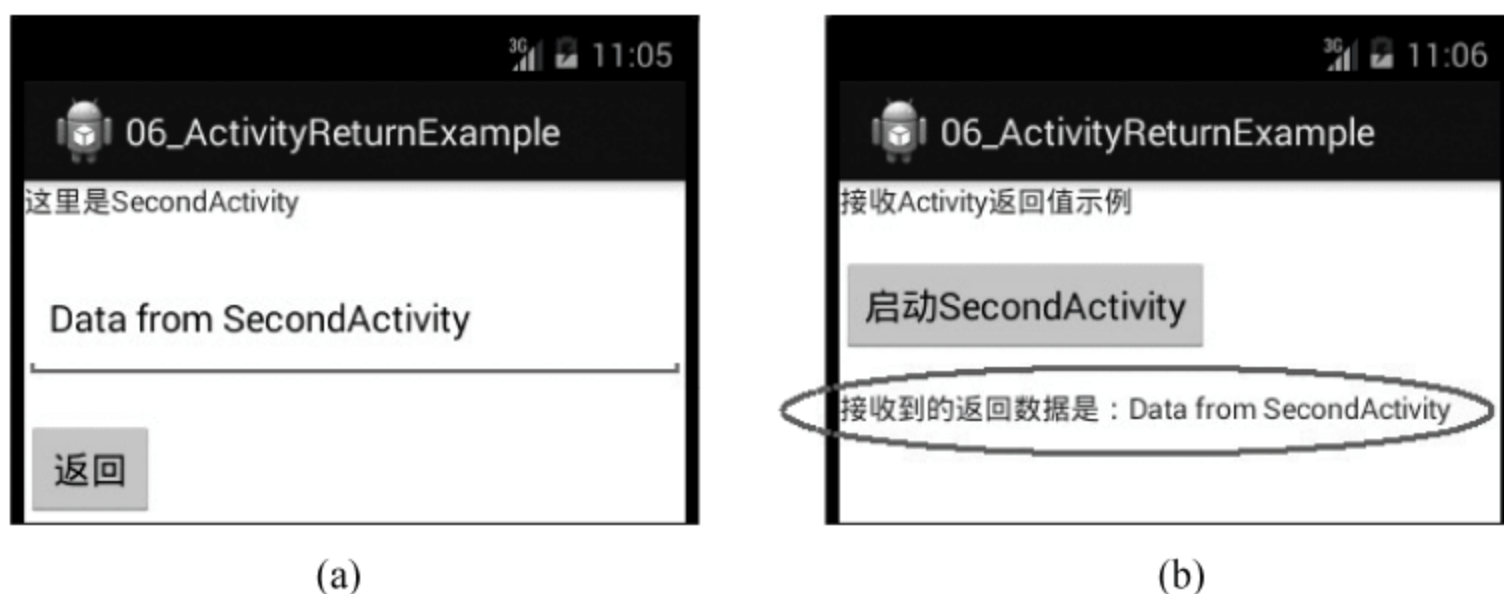 3G 11:05
06_ActivityReturnExample
这里是SecondActivity
Data from SecondActivity
返回
(a)
3G 11:06
06_ActivityReturnExample
接收Activity返回值示例
启动SecondActivity
接收到的返回数据是：Data from SecondActivity
(b)